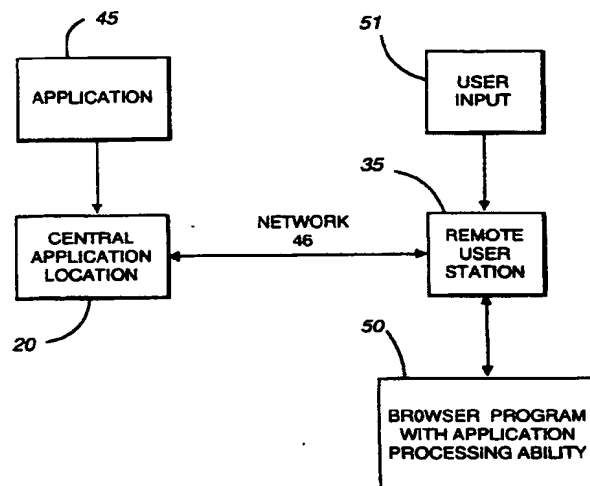 45
APPLICATION
51
USER
INPUT
35
NETWORK
46
CENTRAL
APPLICATION
LOCATION
REMOTE
USER
STATION
20
50
BR0WSER PROGRAM
WITH APPLICATION
PROCESSING ABILITY